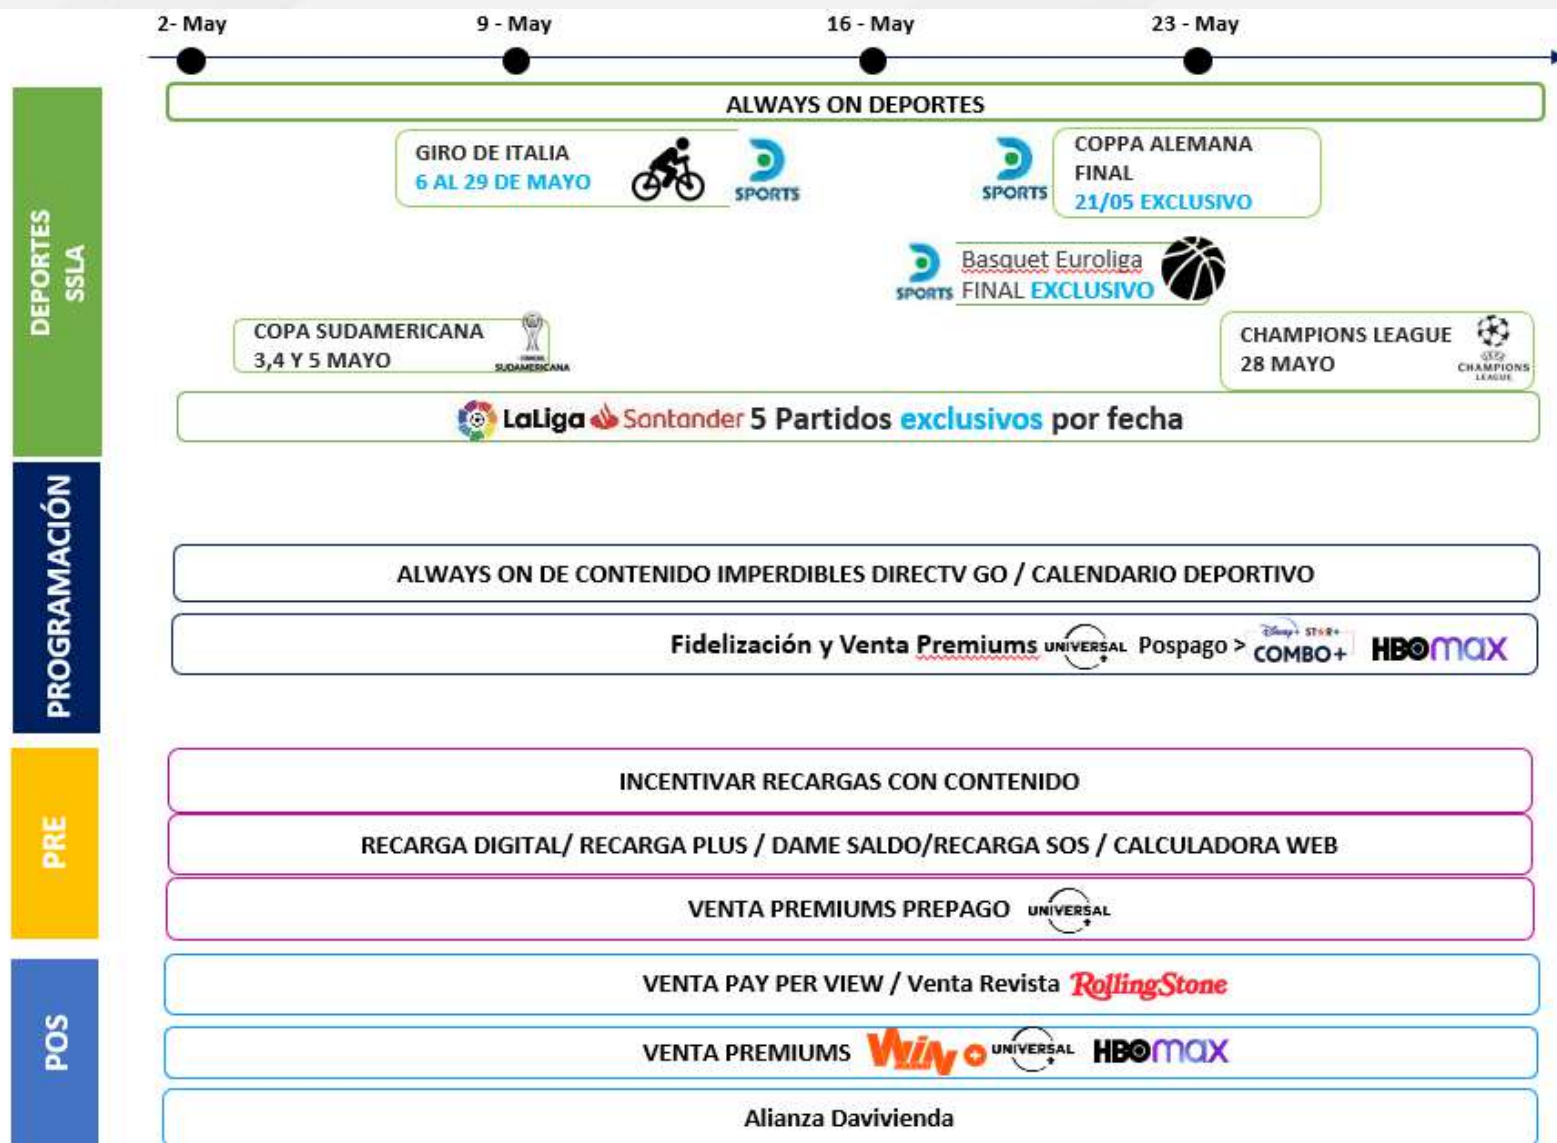 2- May
9 - May
16 - May
23 - May
DEPORTES
SSLA
ALWAYS ON DEPORTES
GIRO DE ITALIA
6 AL 29 DE MAYO
SPORTS
SPORTS
COPPA ALEMANA
FINAL
21/05 EXCLUSIVO
SPORTS
Basquet Euroliga
FINAL EXCLUSIVO
COPA SUDAMERICANA
3,4 Y 5 MAYO
SUDAMERICANA
CHAMPIONS LEAGUE
28 MAYO
CHAMPIONS
LEAGUE
LaLiga Santander 5 Partidos exclusivos por fecha
PROGRAMACIÓN
ALWAYS ON DE CONTENIDO IMPERDIBLES DIRECTV GO / CALENDARIO DEPORTIVO
Fidelización y Venta Premiums UNIVERSAL+ Pospago > Disney+ STAR+ COMBO+ HBOmax
PRE
INCENTIVAR RECARGAS CON CONTENIDO
RECARGA DIGITAL/ RECARGA PLUS / DAME SALDO/RECARGA SOS / CALCULADORA WEB
VENTA PREMIUMS PREPAGO UNIVERSAL+
POS
VENTA PAY PER VIEW / Venta Revista RollingStone
VENTA PREMIUMS Win + UNIVERSAL+ HBOmax
Alianza Davivienda